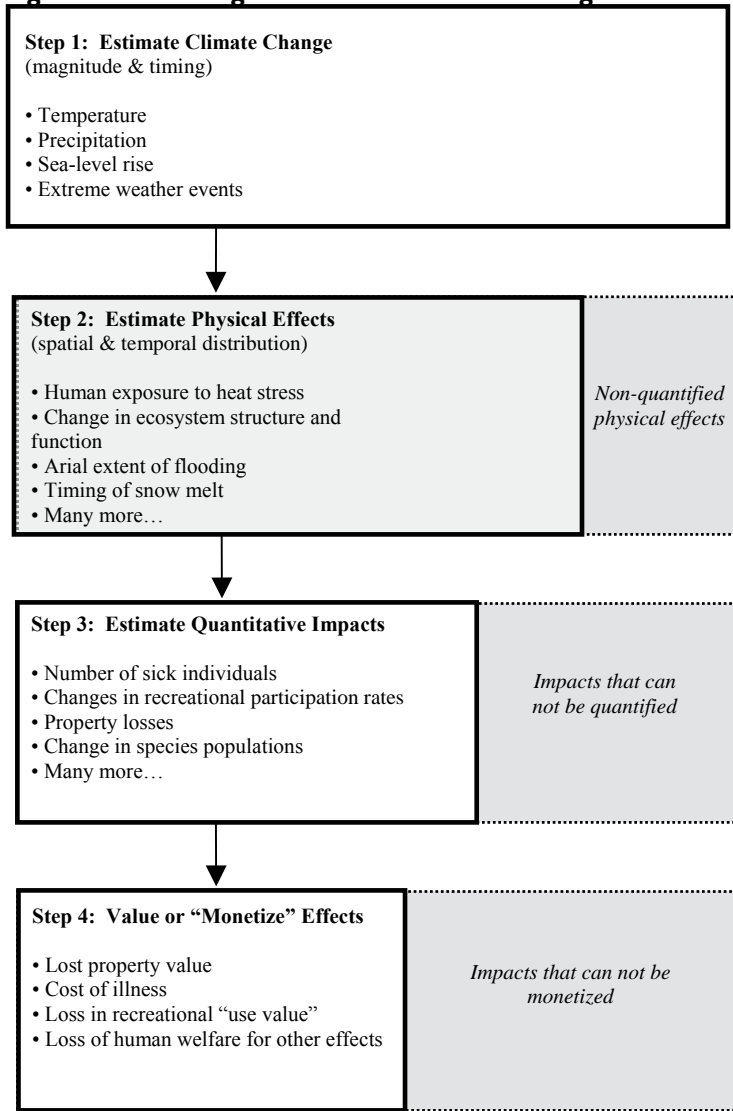 Step 1: Estimate Climate Change
(magnitude & timing)
• Temperature
• Precipitation
• Sea-level rise
• Extreme weather events
Step 2: Estimate Physical Effects
(spatial & temporal distribution)
• Human exposure to heat stress
• Change in ecosystem structure and
function
• Arial extent of flooding
• Timing of snow melt
• Many more…
Non-quantified
physical effects
Step 3: Estimate Quantitative Impacts
• Number of sick individuals
• Changes in recreational participation rates
• Property losses
• Change in species populations
• Many more…
Impacts that can
not be quantified
Step 4: Value or “Monetize” Effects
• Lost property value
• Cost of illness
• Loss in recreational “use value”
• Loss of human welfare for other effects
Impacts that can not be
monetized